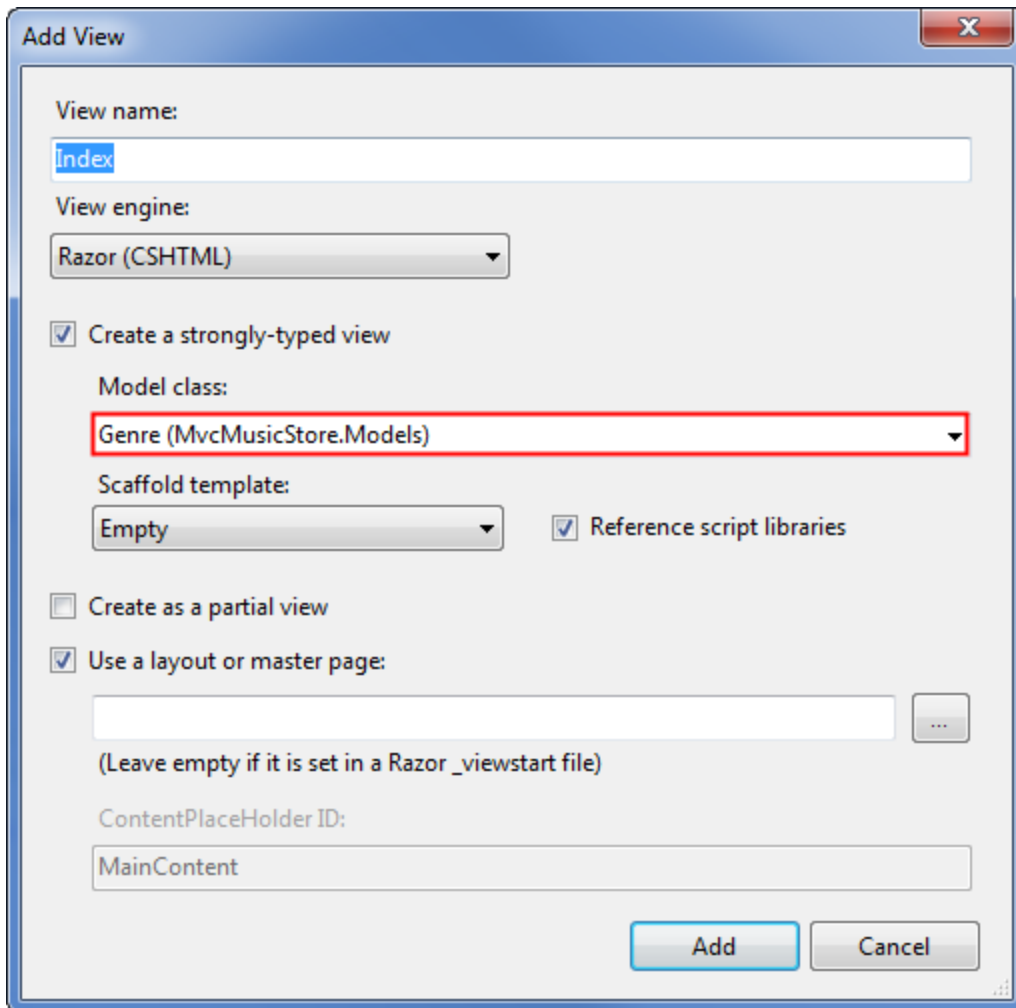 Add View
View name:
Index
View engine:
Razor (CSHTML)
Create a strongly-typed view
Model class:
Genre (MvcMusicStore.Models)
Scaffold template:
Empty
Reference script libraries
Create as a partial view
Use a layout or master page:
...
(Leave empty if it is set in a Razor _viewstart file)
ContentPlaceHolder ID:
MainContent
Add
Cancel